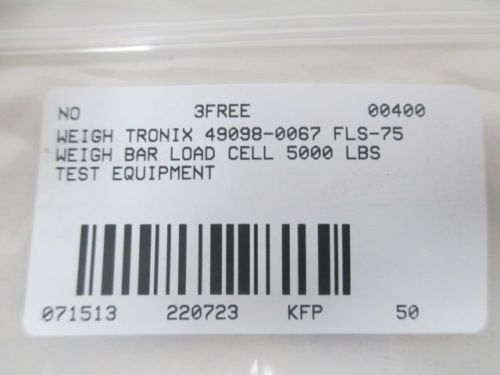 NO 3FREE 00400
WEIGH TRONIX 49098-0067 FLS-75
WEIGH BAR LOAD CELL 5000 LBS
TEST EQUIPMENT
071513 220723 KFP 50